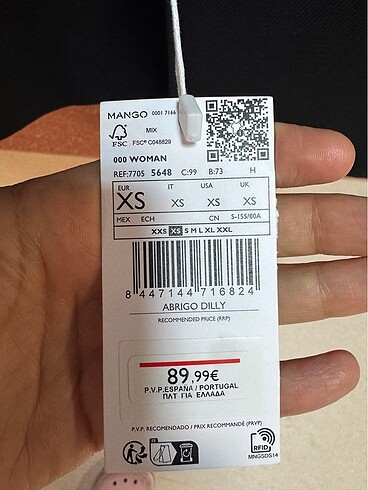 MANGO 0001 7166
FSC MIX
FSC® C048829
000 WOMAN
REF:7705 5648 C:99 B:73 H
EUR IT USA UK
XS XS XS XS
MEX ECH CN S-155/80A
XXS XS S M L XL XXL
8 447144 716824
ABRIGO DILLY
RECOMMENDED PRICE (P.R.P)
89,99€
P.V.P.ESPAÑA / PORTUGAL
ΠΛΤ ΓΙΑ ΕΛΛΑΔΑ
P.V.P. RECOMENDADO / PRIX RECOMMANDÉ (PRVP)
RFID
MNGSDS14